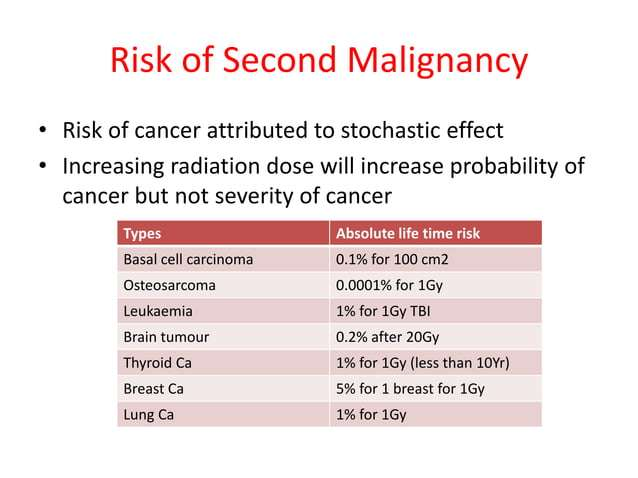 Risk of Second Malignancy
• Risk of cancer attributed to stochastic effect
• Increasing radiation dose will increase probability of
cancer but not severity of cancer
Types Absolute life time risk
Basal cell carcinoma 0.1% for 100 cm2
Osteosarcoma 0.0001% for 1Gy
Leukaemia 1% for 1Gy TBI
Brain tumour 0.2% after 20Gy
Thyroid Ca 1% for 1Gy (less than 10Yr)
Breast Ca 5% for 1 breast for 1Gy
Lung Ca 1% for 1Gy